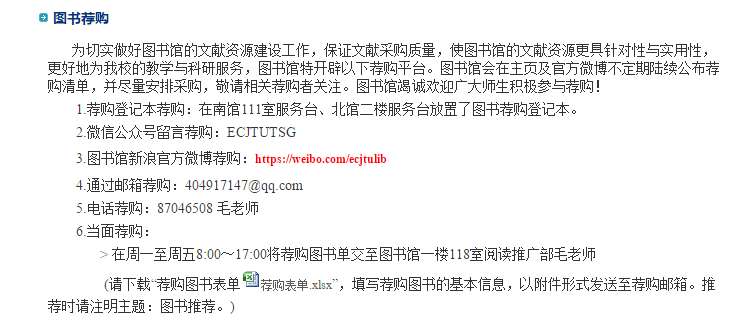 图书荐购
为切实做好图书馆的文献资源建设工作，保证文献采购质量，使图书馆的文献资源更具针对性与实用性，
更好地为我校的教学与科研服务，图书馆特开辟以下荐购平台。图书馆会在主页及官方微博不定期陆续公布荐
购清单，并尽量安排采购，敬请相关荐购者关注。图书馆竭诚欢迎广大师生积极参与荐购！
1.荐购登记本荐购：在南馆111室服务台、北馆二楼服务台放置了图书荐购登记本。
2.微信公众号留言荐购：ECJTUTSG
3.图书馆新浪官方微博荐购：https://weibo.com/ecjtulib
4.通过邮箱荐购：404917147@qq.com
5.电话荐购：87046508 毛老师
6.当面荐购：
> 在周一至周五8:00～17:00将荐购图书单交至图书馆一楼118室阅读推广部毛老师
(请下载“荐购图书表单荐购表单.xlsx”，填写荐购图书的基本信息，以附件形式发送至荐购邮箱。推
荐时请注明主题：图书推荐。)